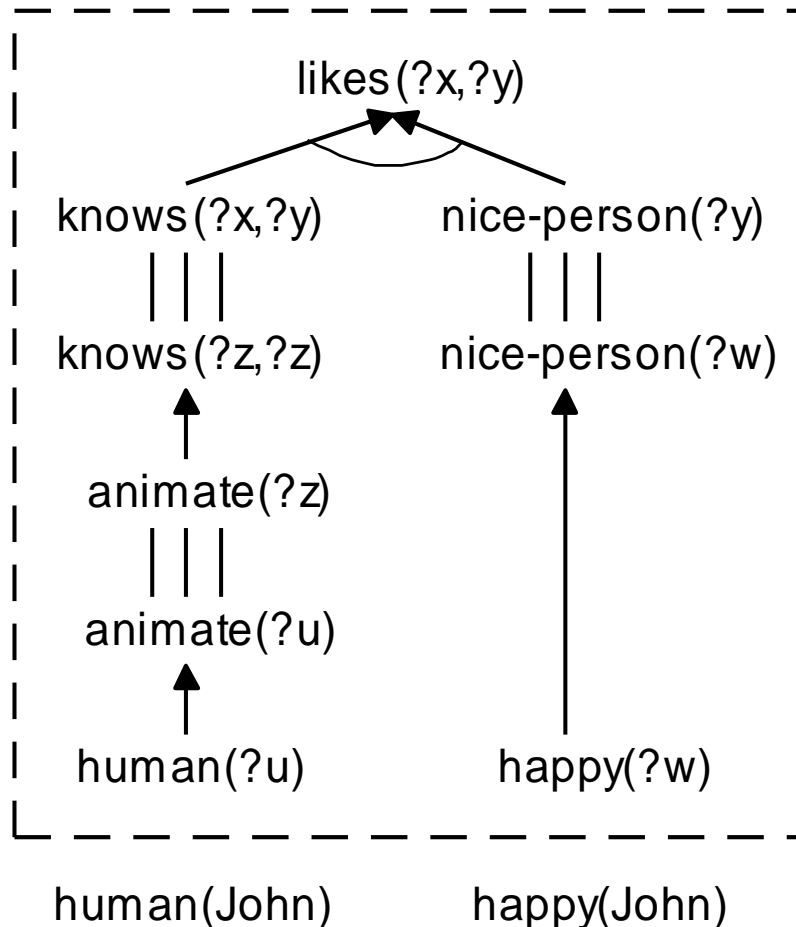 likes(?x,?y)
knows(?x,?y) nice-person(?y)
knows(?z,?z) nice-person(?w)
animate(?z)
animate(?u)
human(?u) happy(?w)
human(John) happy(John)